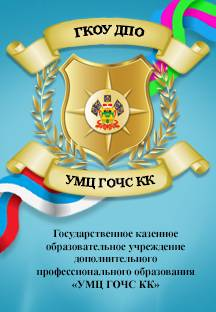 ГКОУ ДПО
УМЦ ГОЧС КК
Государственное казенное
образовательное учреждение
дополнительного
профессионального образования
«УМЦ ГОЧС КК»